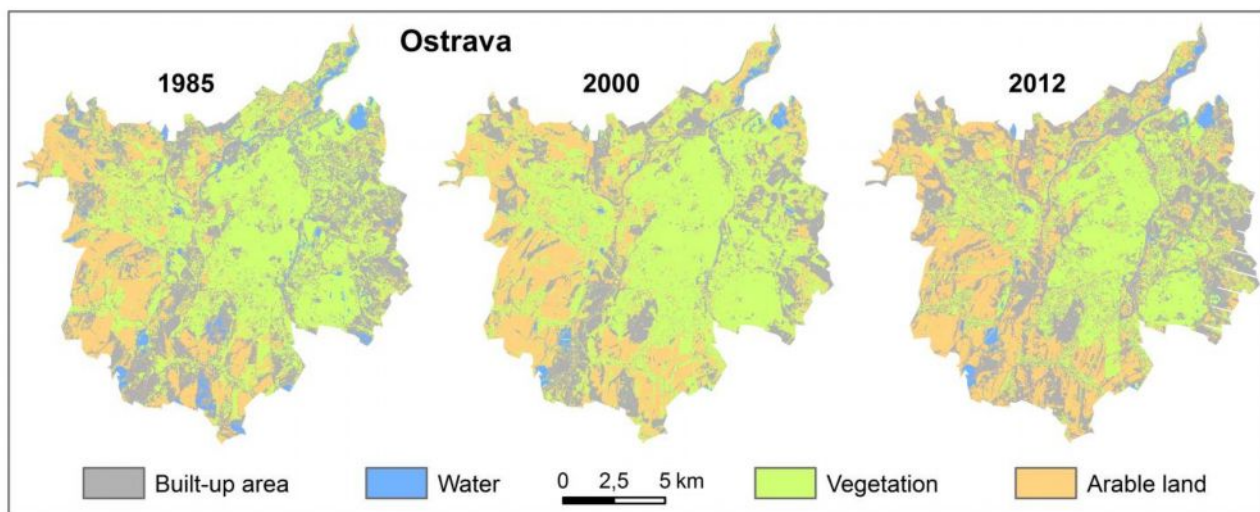 Ostrava
1985
2000
2012
Built-up area
Water
0 2,5 5 km
Vegetation
Arable land